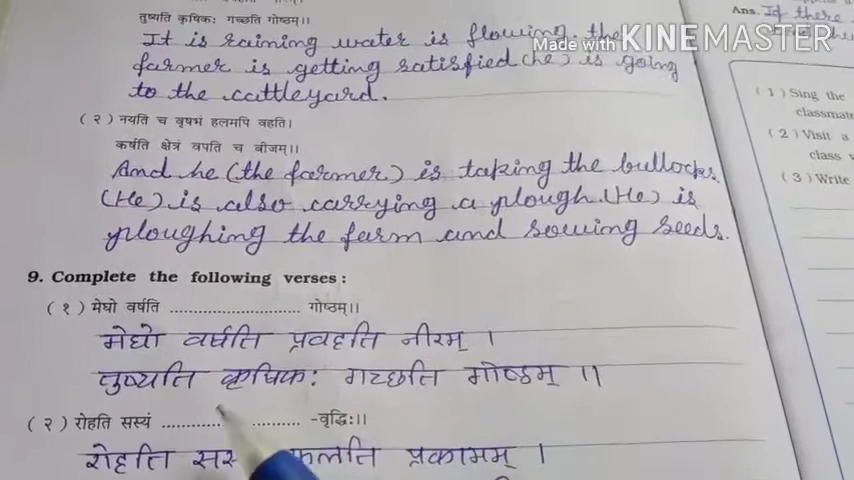 तुष्यति कृषिकः गच्छति गोष्ठम्।।
It is raining water is flowing. the
farmer is getting satisfied (he) is going
to the cattleyard.
(२) नयति च वृषभं हलमपि वहति।
कर्षति क्षेत्रं वपति च बीजम्।।
And he (the farmer) is taking the bullocks.
(He) is also carrying a plough. (He) is
ploughing the farm and sowing seeds.
9. Complete the following verses :
(१) मेघो वर्षति ............................ गोष्ठम्।।
मेघो वर्षति प्रवहति नीरम् ।
तुष्यति कृषिकः गच्छति गोष्ठम् ।।
(२) रोहति सस्यं ............................ -वृद्धिः।।
रोहति फलति प्रकामम् ।
Made with KINEMASTER
Ans. If there
(1) Sing the
classmate
(2) Visit a
class
(3) Write